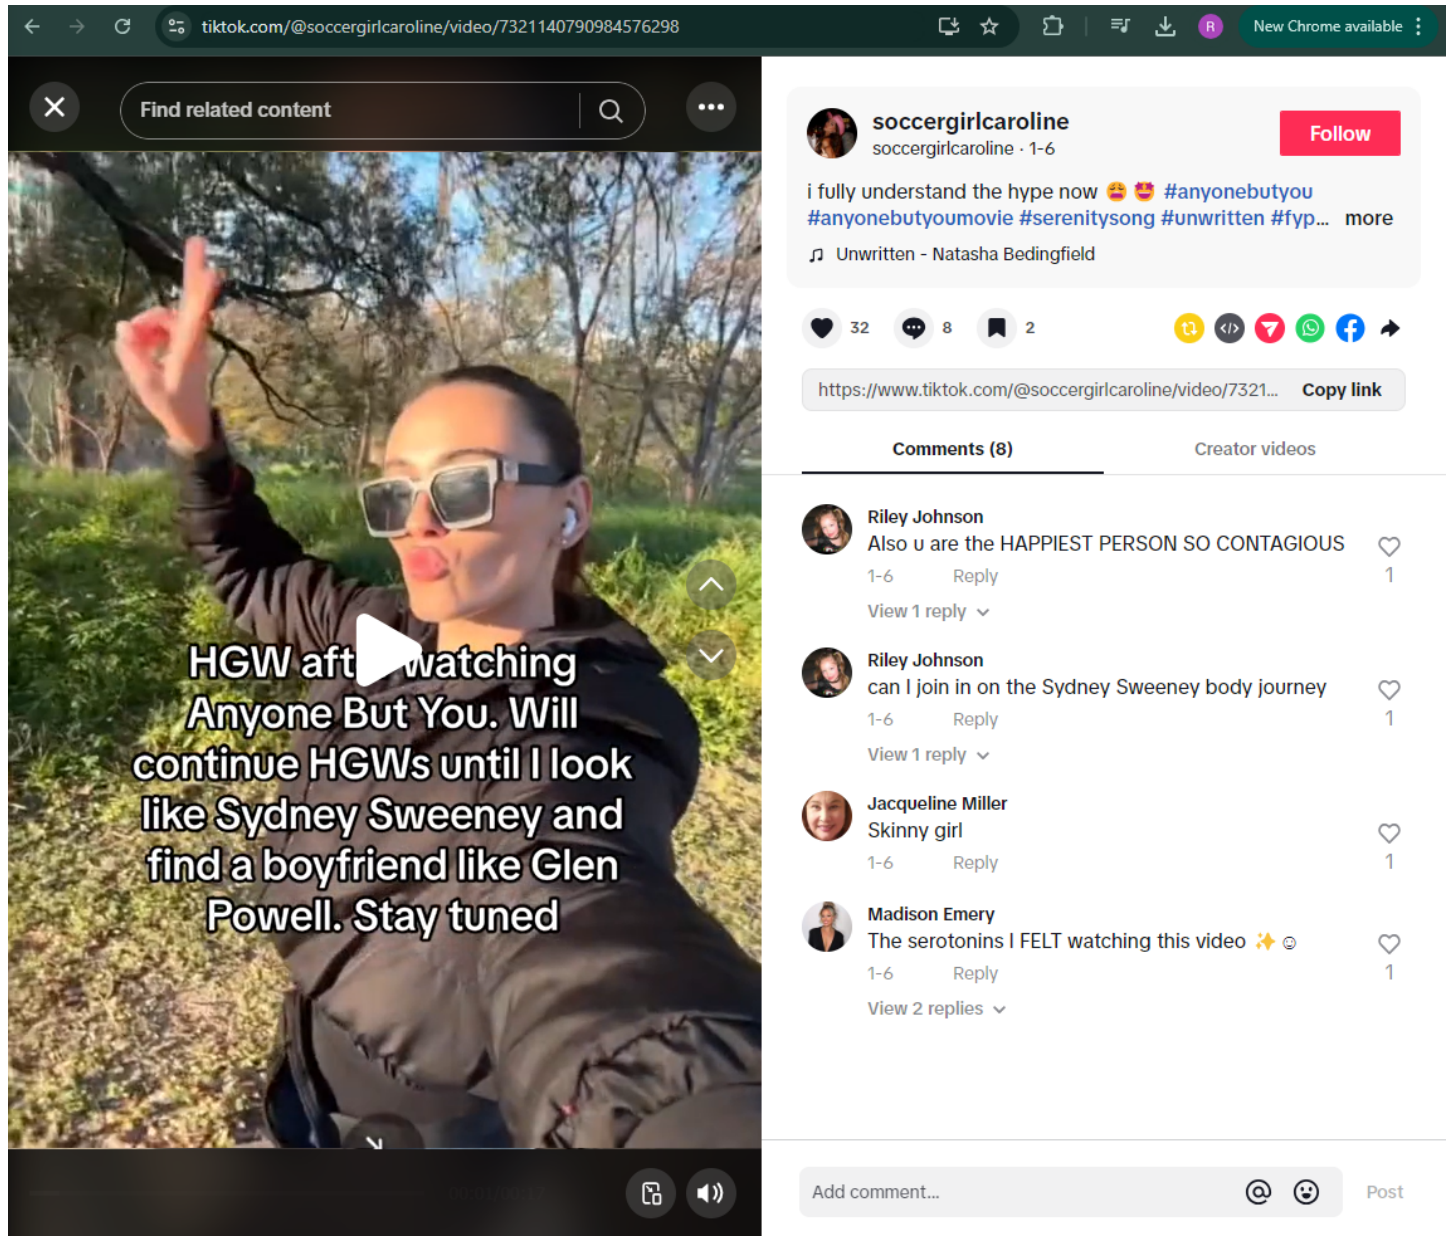 tiktok.com/@soccergirlcaroline/video/7321140790984576298
R
New Chrome available
Find related content
HGW after watching
Anyone But You. Will
continue HGWs until I look
like Sydney Sweeney and
find a boyfriend like Glen
Powell. Stay tuned
soccergirlcaroline
soccergirlcaroline · 1-6
Follow
i fully understand the hype now 😩 🤩 #anyonebutyou
#anyonebutyoumovie #serenitysong #unwritten #fyp... more
Unwritten - Natasha Bedingfield
32
8
2
https://www.tiktok.com/@soccergirlcaroline/video/7321... Copy link
Comments (8)
Creator videos
Riley Johnson
Also u are the HAPPIEST PERSON SO CONTAGIOUS
1-6 Reply
1
View 1 reply
Riley Johnson
can I join in on the Sydney Sweeney body journey
1-6 Reply
1
View 1 reply
Jacqueline Miller
Skinny girl
1-6 Reply
1
Madison Emery
The serotonins I FELT watching this video ✨ ☺
1-6 Reply
1
View 2 replies
Add comment...
Post